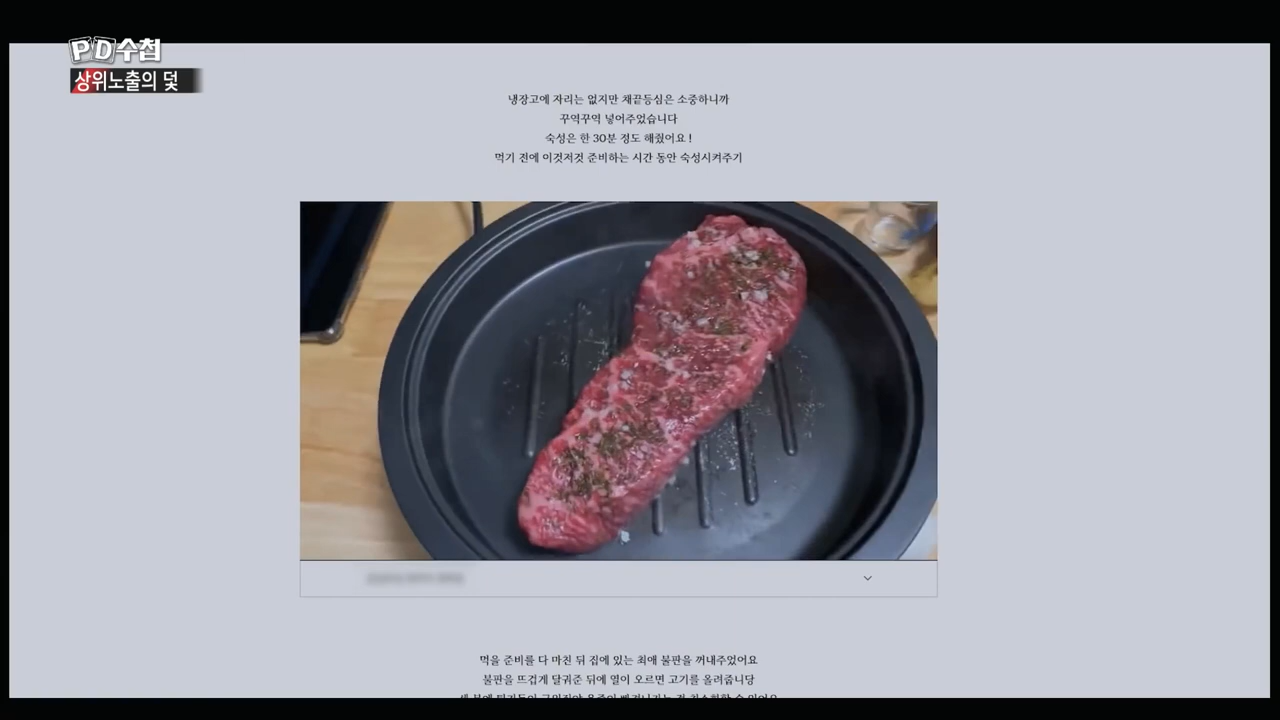 PD수첩
상위노출의 덫
냉장고에 자리는 없지만 채끝등심은 소중하니까
꾸역꾸역 넣어주었습니다
숙성은 한 30분 정도 해줬어요 !
먹기 전에 이것저것 준비하는 시간 동안 숙성시켜주기
먹을 준비를 다 마친 뒤 집에 있는 최애 불판을 꺼내주었어요
불판을 뜨겁게 달궈준 뒤에 열이 오르면 고기를 올려줍니당